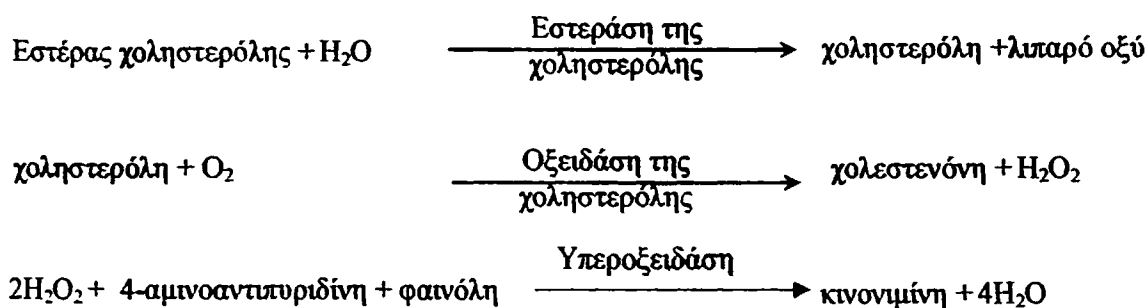 Εστεράση της
Εστέρας χοληστερόλης + H₂O χοληστερόλη +λιπαρό οξύ
χοληστερόλης
Οξειδάση της
χοληστερόλη + O₂ χολεστενόνη + H₂O₂
χοληστερόλης
Υπεροξειδάση
2H₂O₂ + 4-αμινοαντιπυριδίνη + φαινόλη κινονιμίνη + 4H₂O